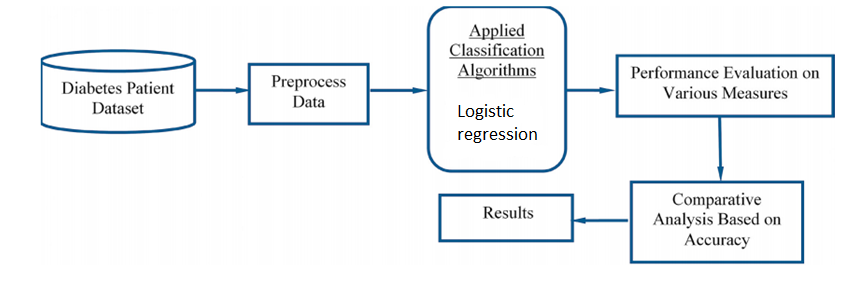 Diabetes Patient
Dataset
Preprocess
Data
Applied
Classification
Algorithms
Logistic
regression
Performance Evaluation on
Various Measures
Comparative
Analysis Based on
Accuracy
Results